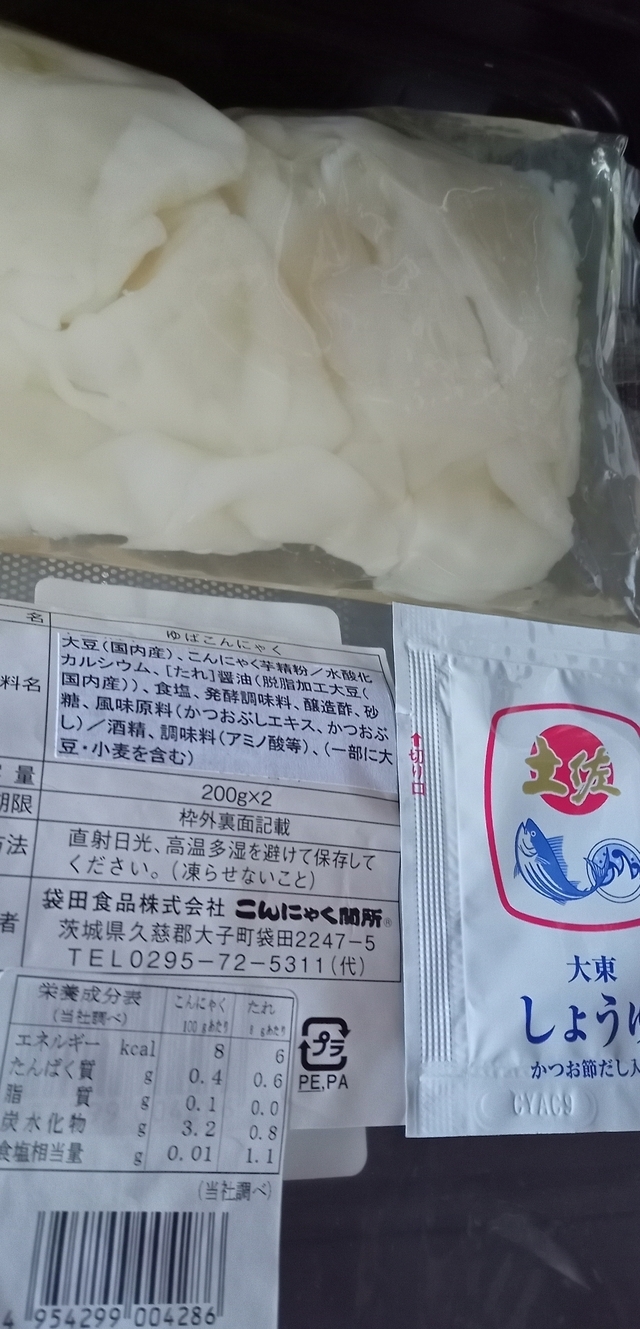 名
ゆばこんにゃく
料名
大豆(国内産)、こんにゃく芋精粉/水酸化
カルシウム、[たれ]醤油(脱脂加工大豆(
国内産))、食塩、発酵調味料、醸造酢、砂
糖、風味原料(かつおぶしエキス、かつおぶ
し)/酒精、調味料(アミノ酸等)、(一部に大
豆・小麦を含む)
量
200g×2
期限
枠外裏面記載
方法
直射日光、高温多湿を避けて保存して
ください。(凍らせないこと)
者
袋田食品株式会社 こんにゃく関所®
茨城県久慈郡大子町袋田2247-5
TEL0295-72-5311(代)
栄養成分表
(当社調べ)
こんにゃく
100gあたり
たれ
エネルギー kcal 8 6
たんぱく質 g 0.4 0.6
脂質 g 0.1 0.0
炭水化物 g 3.2 0.8
食塩相当量 g 0.01 1.1
(当社調べ)
4 954299 004286
プラ
PE,PA
切り口
土佐
大東
しょうゆ
かつお節だし入
CYAC9